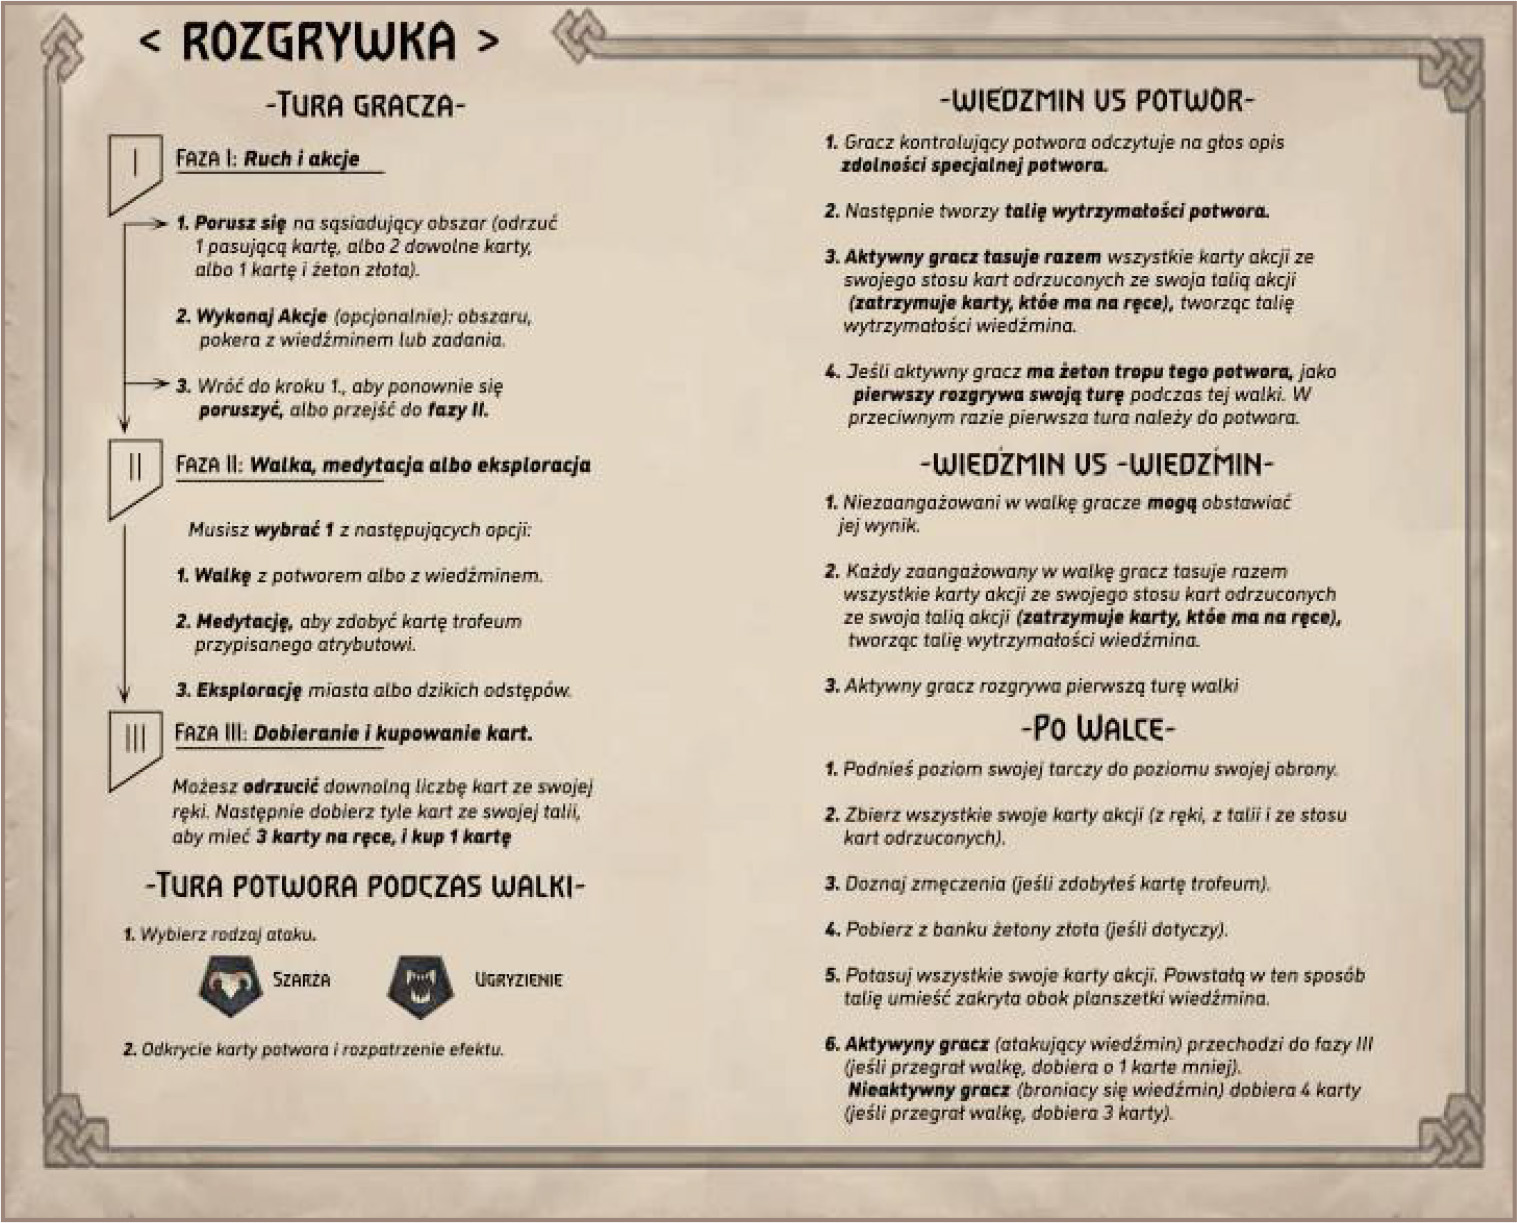 < ROZGRYWKA >
-TURA GRACZA-
I
FAZA I: Ruch i akcje
1. Porusz się na sąsiadujący obszar (odrzuć
1 pasującą kartę, albo 2 dowolne karty,
albo 1 kartę i żeton złota).
2. Wykonaj Akcje (opcjonalnie): obszaru,
pokera z wiedźminem lub zadania.
3. Wróć do kroku 1., aby ponownie się
poruszyć, albo przejść do fazy II.
II
FAZA II: Walka, medytacja albo eksploracja
Musisz wybrać 1 z następujących opcji:
1. Walkę z potworem albo z wiedźminem.
2. Medytację, aby zdobyć kartę trofeum
przypisanego atrybutowi.
3. Eksplorację miasta albo dzikich odstępów.
III
FAZA III: Dobieranie i kupowanie kart.
Możesz odrzucić downolną liczbę kart ze swojej
ręki. Następnie dobierz tyle kart ze swojej talii,
aby mieć 3 karty na ręce, i kup 1 kartę
-TURA POTWORA PODCZAS WALKI-
1. Wybierz rodzaj ataku.
SZARŻA
UGRYZIENIE
2. Odkrycie karty potwora i rozpatrzenie efektu.
-WIEDŹMIN VS POTWÓR-
1. Gracz kontrolujący potwora odczytuje na głos opis
zdolności specjalnej potwora.
2. Następnie tworzy talię wytrzymałości potwora.
3. Aktywny gracz tasuje razem wszystkie karty akcji ze
swojego stosu kart odrzuconych ze swoja talią akcji
(zatrzymuje karty, któe ma na ręce), tworząc talię
wytrzymałości wiedźmina.
4. Jeśli aktywny gracz ma żeton tropu tego potwora, jako
pierwszy rozgrywa swoją turę podczas tej walki. W
przeciwnym razie pierwsza tura należy do potwora.
-WIEDŹMIN VS -WIEDŹMIN-
1. Niezaangażowani w walkę gracze mogą obstawiać
jej wynik.
2. Każdy zaangażowany w walkę gracz tasuje razem
wszystkie karty akcji ze swojego stosu kart odrzuconych
ze swoja talią akcji (zatrzymuje karty, któe ma na ręce),
tworząc talię wytrzymałości wiedźmina.
3. Aktywny gracz rozgrywa pierwszą turę walki
-PO WALCE-
1. Podnieś poziom swojej tarczy do poziomu swojej obrony.
2. Zbierz wszystkie swoje karty akcji (z ręki, z talii i ze stosu
kart odrzuconych).
3. Doznaj zmęczenia (jeśli zdobyłeś kartę trofeum).
4. Pobierz z banku żetony złota (jeśli dotyczy).
5. Potasuj wszystkie swoje karty akcji. Powstałą w ten sposób
talię umieść zakryta obok planszetki wiedźmina.
6. Aktywyny gracz (atakujący wiedźmin) przechodzi do fazy III
(jeśli przegrał walkę, dobiera o 1 karte mniej).
Nieaktywny gracz (broniacy się wiedźmin) dobiera 4 karty
(jeśli przegrał walkę, dobiera 3 karty).